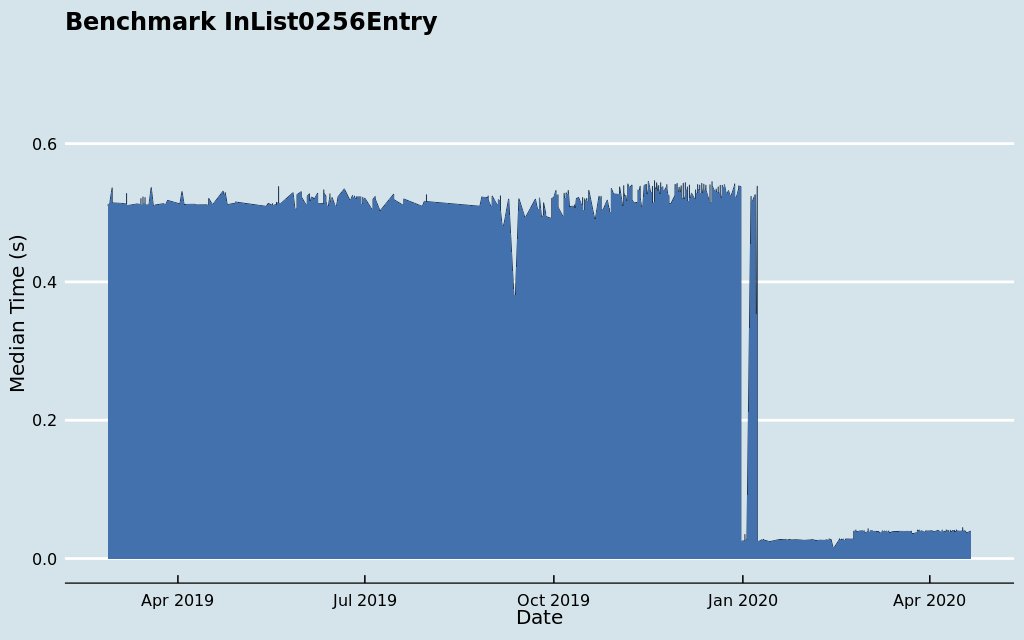 Benchmark InList0256Entry
Median Time (s)
0.6
0.4
0.2
0.0
Apr 2019
Jul 2019
Oct 2019
Jan 2020
Apr 2020
Date